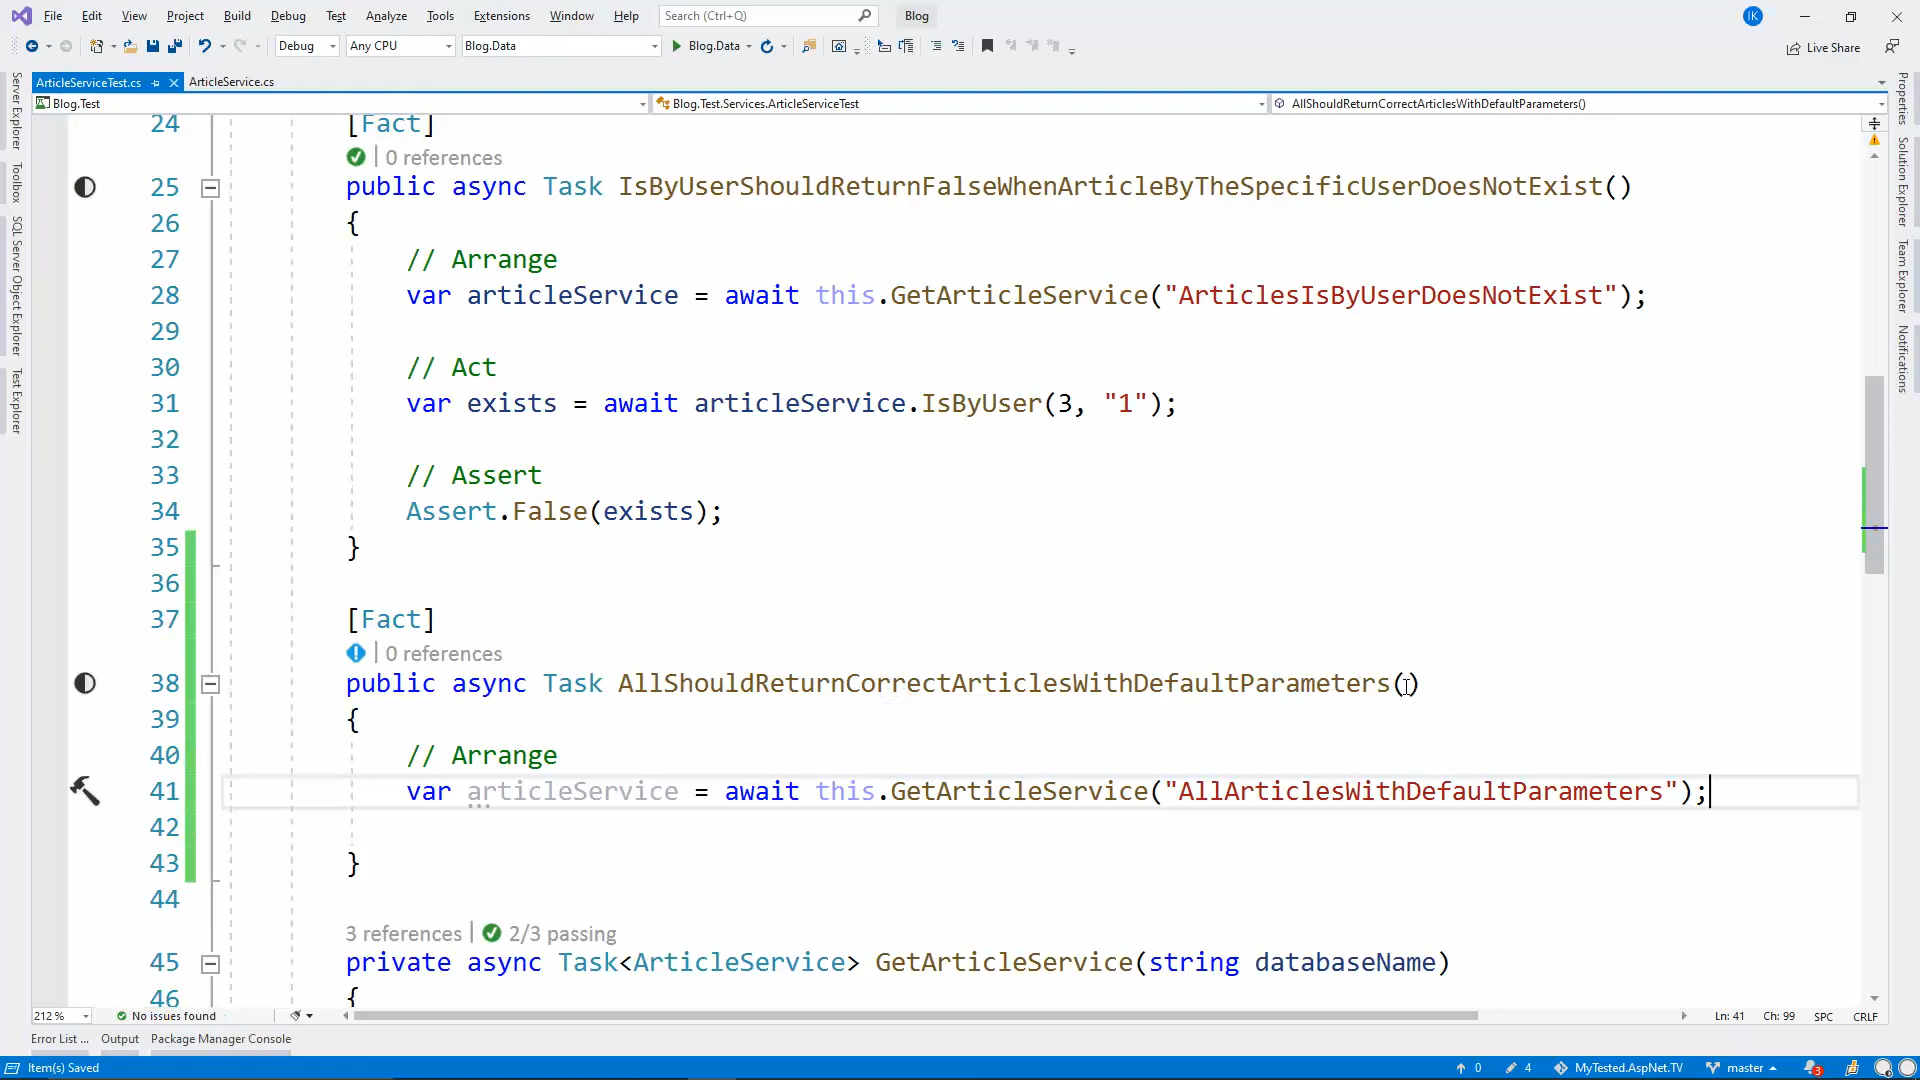 File Edit View Project Build Debug Test Analyze Tools Extensions Window Help Search (Ctrl+Q) Blog IK
Debug Any CPU Blog.Data Blog.Data Live Share
ArticleServiceTest.cs ArticleService.cs
Blog.Test Blog.Test.Services.ArticleServiceTest AllShouldReturnCorrectArticlesWithDefaultParameters()
Server Explorer
Toolbox
SQL Server Object Explorer
Test Explorer
24 [Fact]
0 references
25 public async Task IsByUserShouldReturnFalseWhenArticleByTheSpecificUserDoesNotExist()
26 {
27 // Arrange
28 var articleService = await this.GetArticleService("ArticlesIsByUserDoesNotExist");
29
30 // Act
31 var exists = await articleService.IsByUser(3, "1");
32
33 // Assert
34 Assert.False(exists);
35 }
36
37 [Fact]
0 references
38 public async Task AllShouldReturnCorrectArticlesWithDefaultParameters()
39 {
40 // Arrange
41 var articleService = await this.GetArticleService("AllArticlesWithDefaultParameters");
42
43 }
44
3 references 2/3 passing
45 private async Task<ArticleService> GetArticleService(string databaseName)
46 {
Properties
Solution Explorer
Team Explorer
Notifications
212 % No issues found Ln: 41 Ch: 99 SPC CRLF
Error List ... Output Package Manager Console
Item(s) Saved 0 4 MyTested.AspNet.TV master 3